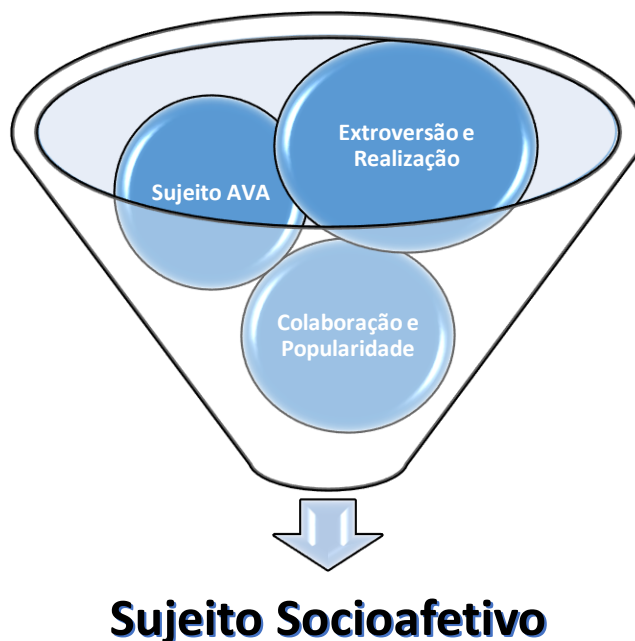 Extroversão e
Realização
Sujeito AVA
Colaboração e
Popularidade
Sujeito Socioafetivo